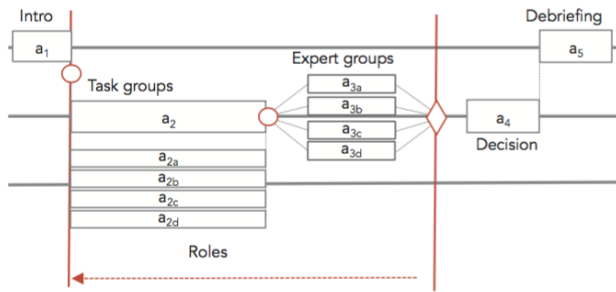 Intro
Debriefing
a1
a5
Expert groups
Task groups
a3a
a2
a3b
a4
a3c
a3d
Decision
a2a
a2b
a2c
a2d
Roles